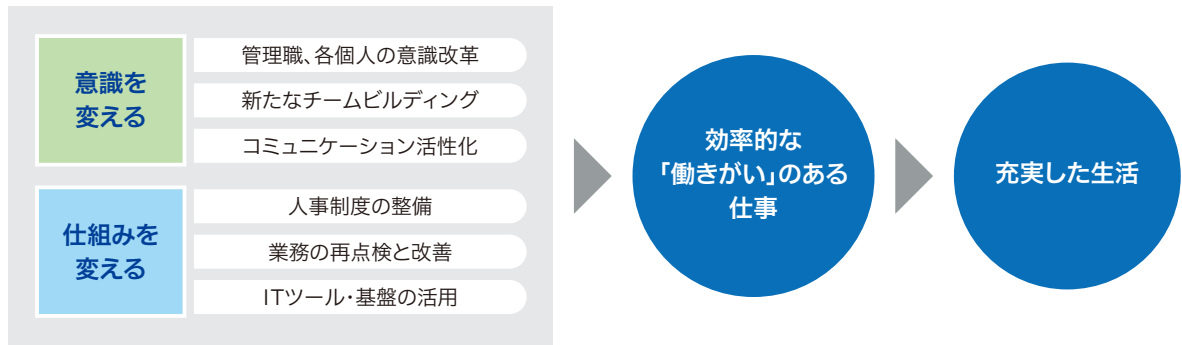 意識を
変える
管理職、各個人の意識改革
新たなチームビルディング
コミュニケーション活性化
仕組みを
変える
人事制度の整備
業務の再点検と改善
ITツール・基盤の活用
効率的な
「働きがい」のある
仕事
充実した生活